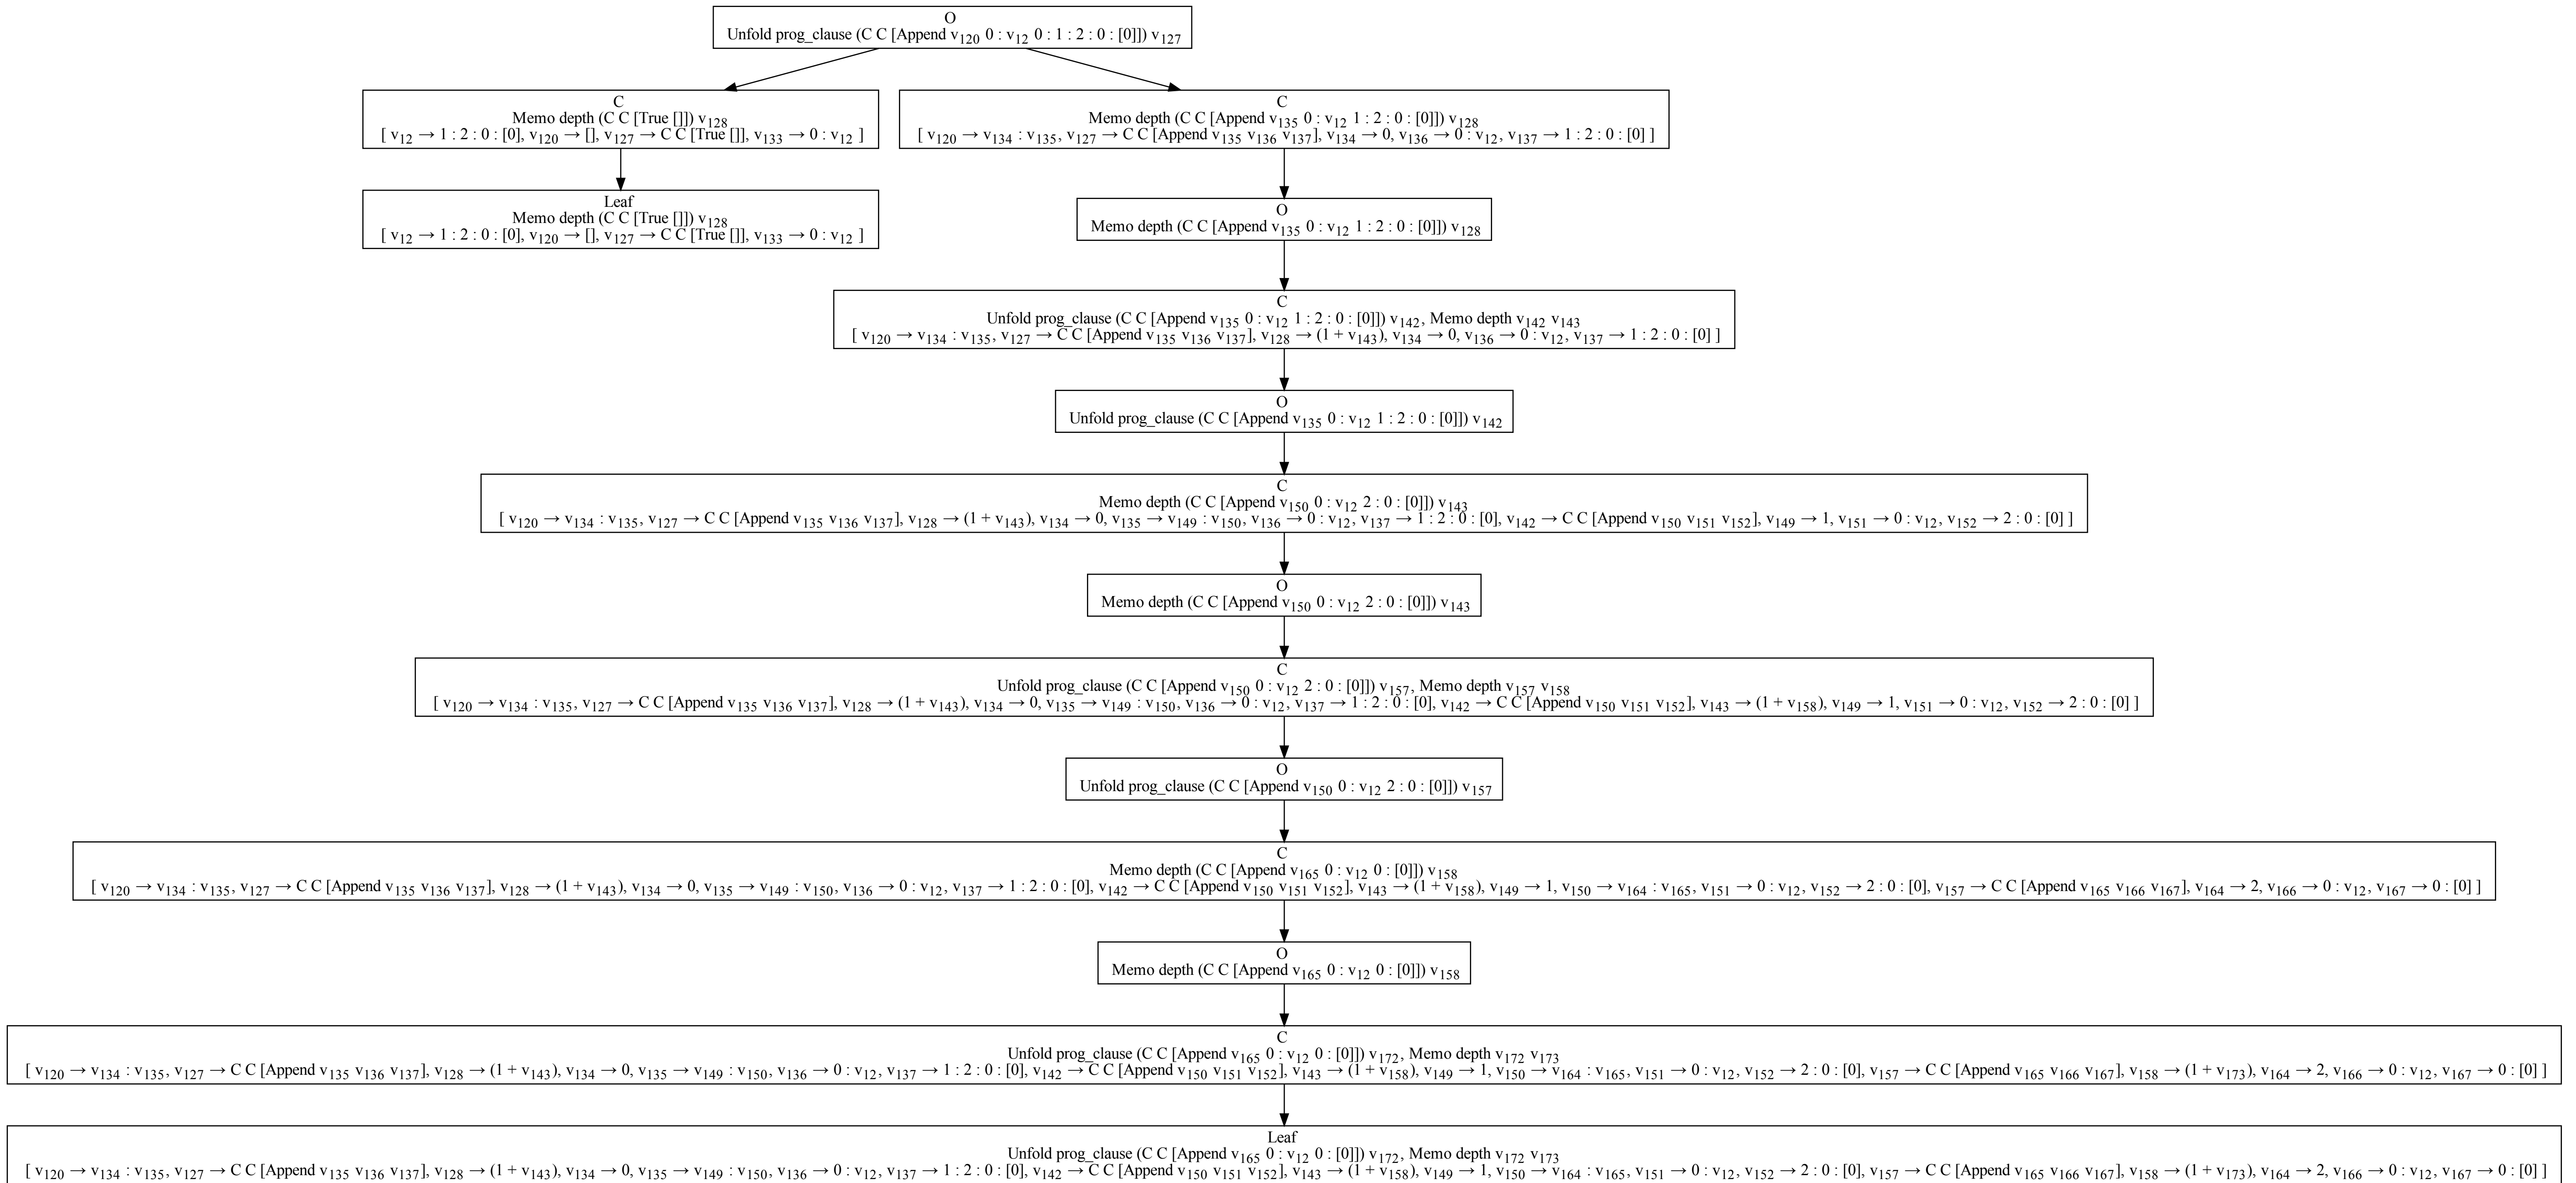 O
Unfold prog_clause (C C [Append v₁₂₀ 0 : v₁₂ 0 : 1 : 2 : 0 : [0]]) v₁₂₇
C
Memo depth (C C [True []]) v₁₂₈
[ v₁₂ → 1 : 2 : 0 : [0], v₁₂₀ → [], v₁₂₇ → C C [True []], v₁₃₃ → 0 : v₁₂ ]
C
Memo depth (C C [Append v₁₃₅ 0 : v₁₂ 1 : 2 : 0 : [0]]) v₁₂₈
[ v₁₂₀ → v₁₃₄ : v₁₃₅, v₁₂₇ → C C [Append v₁₃₅ v₁₃₆ v₁₃₇], v₁₃₄ → 0, v₁₃₆ → 0 : v₁₂, v₁₃₇ → 1 : 2 : 0 : [0] ]
Leaf
Memo depth (C C [True []]) v₁₂₈
[ v₁₂ → 1 : 2 : 0 : [0], v₁₂₀ → [], v₁₂₇ → C C [True []], v₁₃₃ → 0 : v₁₂ ]
O
Memo depth (C C [Append v₁₃₅ 0 : v₁₂ 1 : 2 : 0 : [0]]) v₁₂₈
C
Unfold prog_clause (C C [Append v₁₃₅ 0 : v₁₂ 1 : 2 : 0 : [0]]) v₁₄₂, Memo depth v₁₄₂ v₁₄₃
[ v₁₂₀ → v₁₃₄ : v₁₃₅, v₁₂₇ → C C [Append v₁₃₅ v₁₃₆ v₁₃₇], v₁₂₈ → (1 + v₁₄₃), v₁₃₄ → 0, v₁₃₆ → 0 : v₁₂, v₁₃₇ → 1 : 2 : 0 : [0] ]
O
Unfold prog_clause (C C [Append v₁₃₅ 0 : v₁₂ 1 : 2 : 0 : [0]]) v₁₄₂
C
Memo depth (C C [Append v₁₅₀ 0 : v₁₂ 2 : 0 : [0]]) v₁₄₃
[ v₁₂₀ → v₁₃₄ : v₁₃₅, v₁₂₇ → C C [Append v₁₃₅ v₁₃₆ v₁₃₇], v₁₂₈ → (1 + v₁₄₃), v₁₃₄ → 0, v₁₃₅ → v₁₄₉ : v₁₅₀, v₁₃₆ → 0 : v₁₂, v₁₃₇ → 1 : 2 : 0 : [0], v₁₄₂ → C C [Append v₁₅₀ v₁₅₁ v₁₅₂], v₁₄₉ → 1, v₁₅₁ → 0 : v₁₂, v₁₅₂ → 2 : 0 : [0] ]
O
Memo depth (C C [Append v₁₅₀ 0 : v₁₂ 2 : 0 : [0]]) v₁₄₃
C
Unfold prog_clause (C C [Append v₁₅₀ 0 : v₁₂ 2 : 0 : [0]]) v₁₅₇, Memo depth v₁₅₇ v₁₅₈
[ v₁₂₀ → v₁₃₄ : v₁₃₅, v₁₂₇ → C C [Append v₁₃₅ v₁₃₆ v₁₃₇], v₁₂₈ → (1 + v₁₄₃), v₁₃₄ → 0, v₁₃₅ → v₁₄₉ : v₁₅₀, v₁₃₆ → 0 : v₁₂, v₁₃₇ → 1 : 2 : 0 : [0], v₁₄₂ → C C [Append v₁₅₀ v₁₅₁ v₁₅₂], v₁₄₃ → (1 + v₁₅₈), v₁₄₉ → 1, v₁₅₁ → 0 : v₁₂, v₁₅₂ → 2 : 0 : [0] ]
O
Unfold prog_clause (C C [Append v₁₅₀ 0 : v₁₂ 2 : 0 : [0]]) v₁₅₇
C
Memo depth (C C [Append v₁₆₅ 0 : v₁₂ 0 : [0]]) v₁₅₈
[ v₁₂₀ → v₁₃₄ : v₁₃₅, v₁₂₇ → C C [Append v₁₃₅ v₁₃₆ v₁₃₇], v₁₂₈ → (1 + v₁₄₃), v₁₃₄ → 0, v₁₃₅ → v₁₄₉ : v₁₅₀, v₁₃₆ → 0 : v₁₂, v₁₃₇ → 1 : 2 : 0 : [0], v₁₄₂ → C C [Append v₁₅₀ v₁₅₁ v₁₅₂], v₁₄₃ → (1 + v₁₅₈), v₁₄₉ → 1, v₁₅₀ → v₁₆₄ : v₁₆₅, v₁₅₁ → 0 : v₁₂, v₁₅₂ → 2 : 0 : [0], v₁₅₇ → C C [Append v₁₆₅ v₁₆₆ v₁₆₇], v₁₆₄ → 2, v₁₆₆ → 0 : v₁₂, v₁₆₇ → 0 : [0] ]
O
Memo depth (C C [Append v₁₆₅ 0 : v₁₂ 0 : [0]]) v₁₅₈
C
Unfold prog_clause (C C [Append v₁₆₅ 0 : v₁₂ 0 : [0]]) v₁₇₂, Memo depth v₁₇₂ v₁₇₃
[ v₁₂₀ → v₁₃₄ : v₁₃₅, v₁₂₇ → C C [Append v₁₃₅ v₁₃₆ v₁₃₇], v₁₂₈ → (1 + v₁₄₃), v₁₃₄ → 0, v₁₃₅ → v₁₄₉ : v₁₅₀, v₁₃₆ → 0 : v₁₂, v₁₃₇ → 1 : 2 : 0 : [0], v₁₄₂ → C C [Append v₁₅₀ v₁₅₁ v₁₅₂], v₁₄₃ → (1 + v₁₅₈), v₁₄₉ → 1, v₁₅₀ → v₁₆₄ : v₁₆₅, v₁₅₁ → 0 : v₁₂, v₁₅₂ → 2 : 0 : [0], v₁₅₇ → C C [Append v₁₆₅ v₁₆₆ v₁₆₇], v₁₅₈ → (1 + v₁₇₃), v₁₆₄ → 2, v₁₆₆ → 0 : v₁₂, v₁₆₇ → 0 : [0] ]
Leaf
Unfold prog_clause (C C [Append v₁₆₅ 0 : v₁₂ 0 : [0]]) v₁₇₂, Memo depth v₁₇₂ v₁₇₃
[ v₁₂₀ → v₁₃₄ : v₁₃₅, v₁₂₇ → C C [Append v₁₃₅ v₁₃₆ v₁₃₇], v₁₂₈ → (1 + v₁₄₃), v₁₃₄ → 0, v₁₃₅ → v₁₄₉ : v₁₅₀, v₁₃₆ → 0 : v₁₂, v₁₃₇ → 1 : 2 : 0 : [0], v₁₄₂ → C C [Append v₁₅₀ v₁₅₁ v₁₅₂], v₁₄₃ → (1 + v₁₅₈), v₁₄₉ → 1, v₁₅₀ → v₁₆₄ : v₁₆₅, v₁₅₁ → 0 : v₁₂, v₁₅₂ → 2 : 0 : [0], v₁₅₇ → C C [Append v₁₆₅ v₁₆₆ v₁₆₇], v₁₅₈ → (1 + v₁₇₃), v₁₆₄ → 2, v₁₆₆ → 0 : v₁₂, v₁₆₇ → 0 : [0] ]